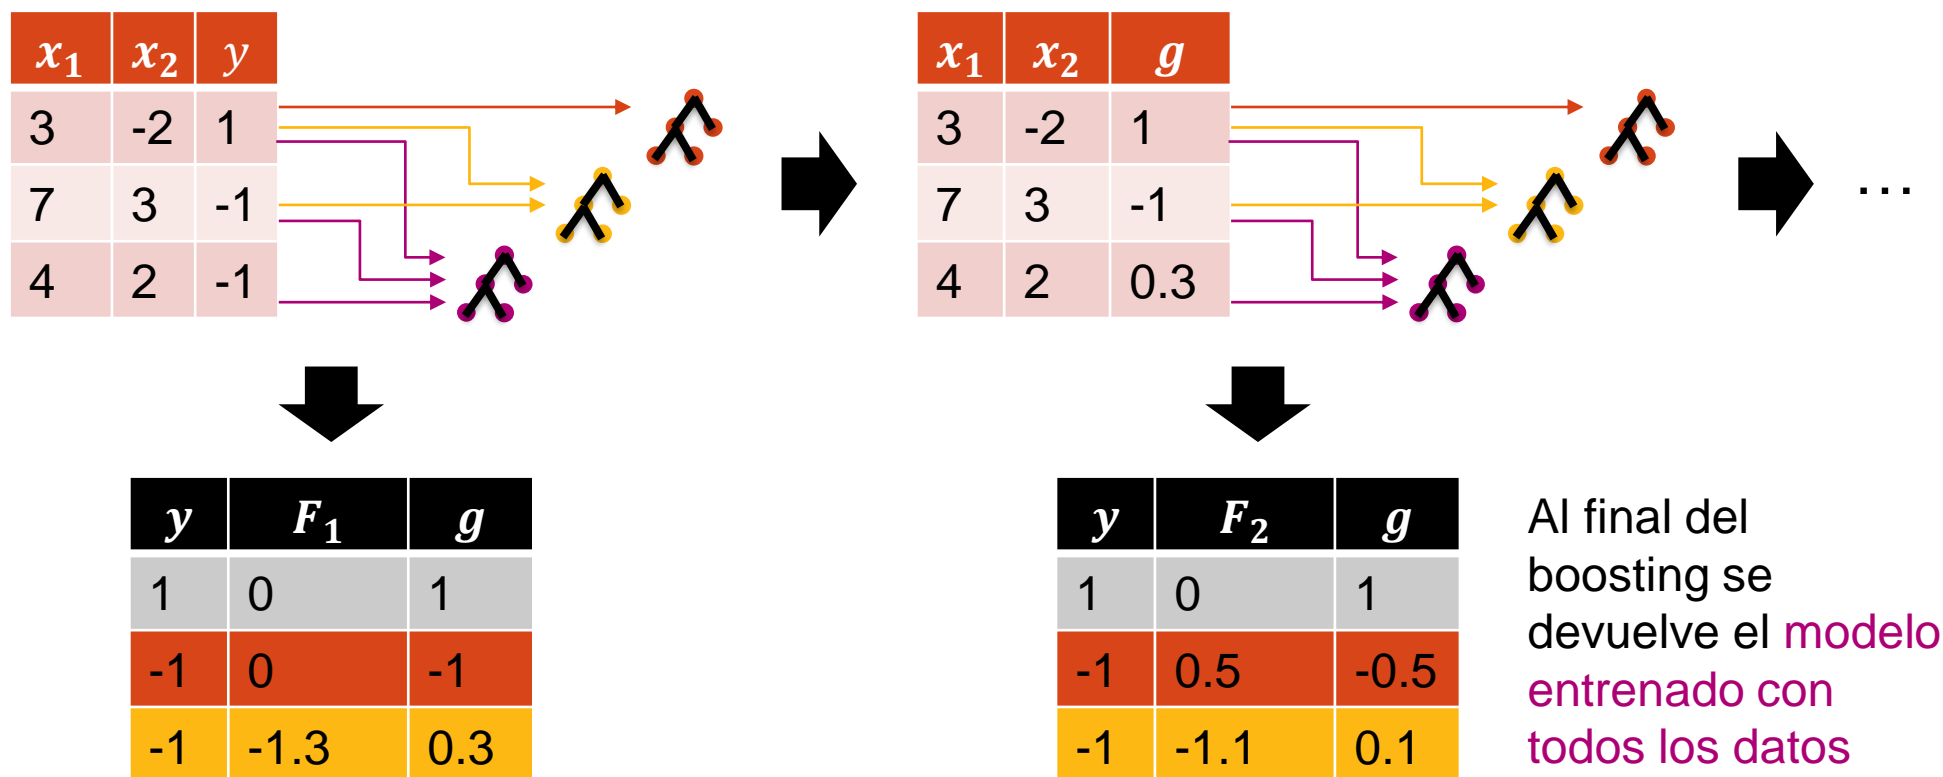 x₁ x₂ y
3 -2 1
7 3 -1
4 2 -1
x₁ x₂ g
3 -2 1
7 3 -1
4 2 0.3
...
y F₁ g
1 0 1
-1 0 -1
-1 -1.3 0.3
y F₂ g
1 0 1
-1 0.5 -0.5
-1 -1.1 0.1
Al final del
boosting se
devuelve el modelo
entrenado con
todos los datos